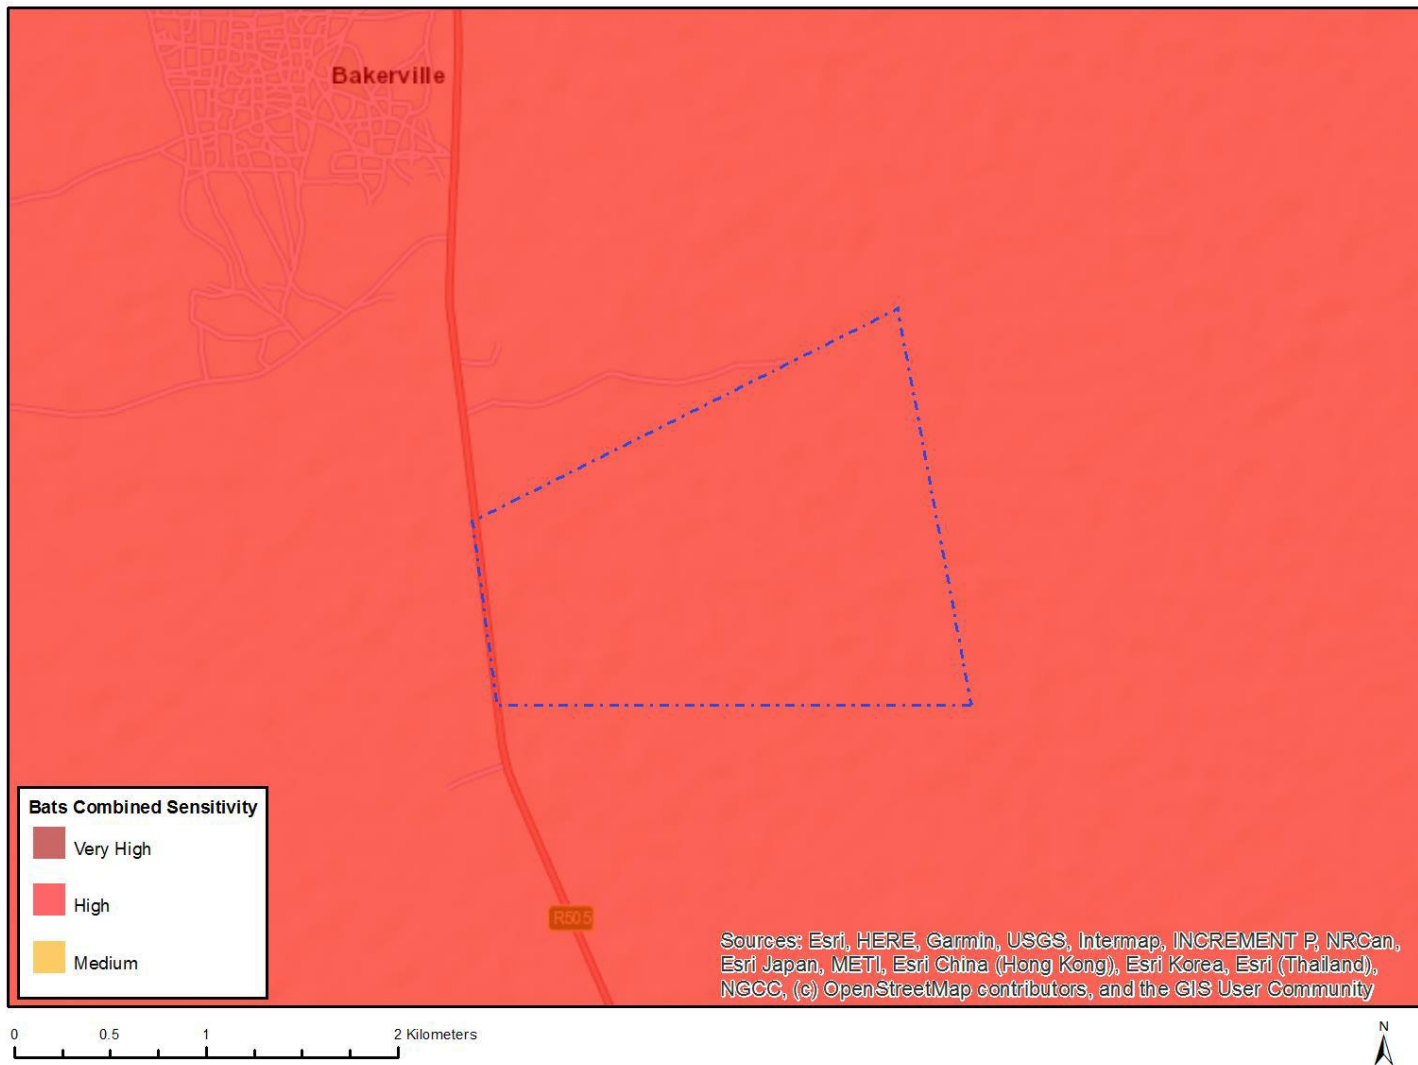 Bakerville
R505
Bats Combined Sensitivity
Very High
High
Medium
Sources: Esri, HERE, Garmin, USGS, Intermap, INCREMENT P, NRCan,
Esri Japan, METI, Esri China (Hong Kong), Esri Korea, Esri (Thailand),
NGCC, (c) OpenStreetMap contributors, and the GIS User Community
0 0.5 1 2 Kilometers
N